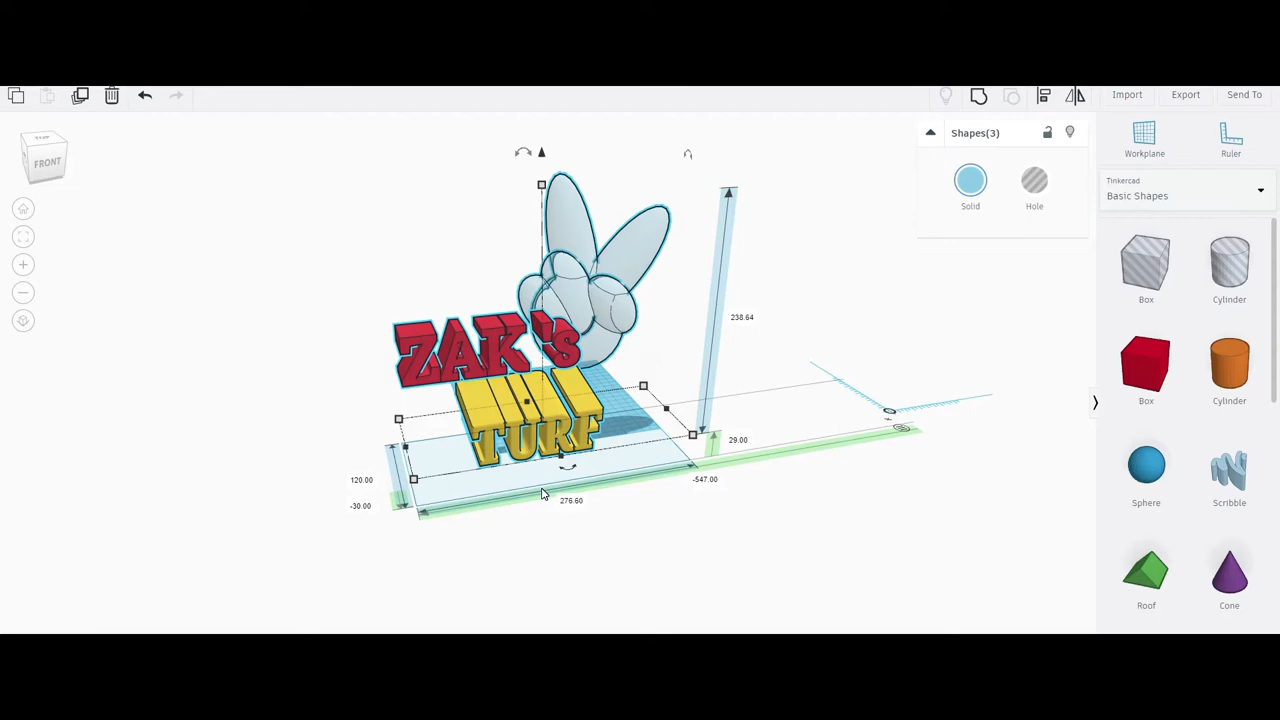 Import Export Send To
TOP
FRONT
Shapes(3)
Solid Hole
Workplane Ruler
Tinkercad
Basic Shapes
Box Cylinder
Box Cylinder
Sphere Scribble
Roof Cone
ZAK's
TURF
238.64
29.00
-547.00
276.60
120.00
-30.00